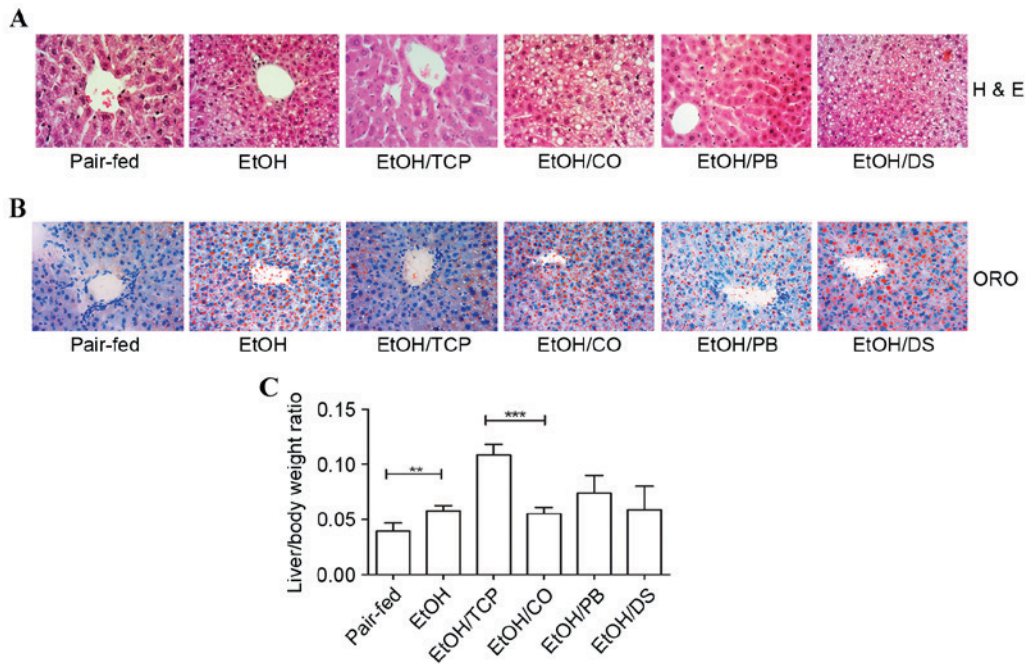 A
H & E
Pair-fed EtOH EtOH/TCP EtOH/CO EtOH/PB EtOH/DS
B
ORO
Pair-fed EtOH EtOH/TCP EtOH/CO EtOH/PB EtOH/DS
C
Liver/body weight ratio
0.15
0.10
0.05
0.00
**
***
Pair-fed
EtOH
EtOH/TCP
EtOH/CO
EtOH/PB
EtOH/DS